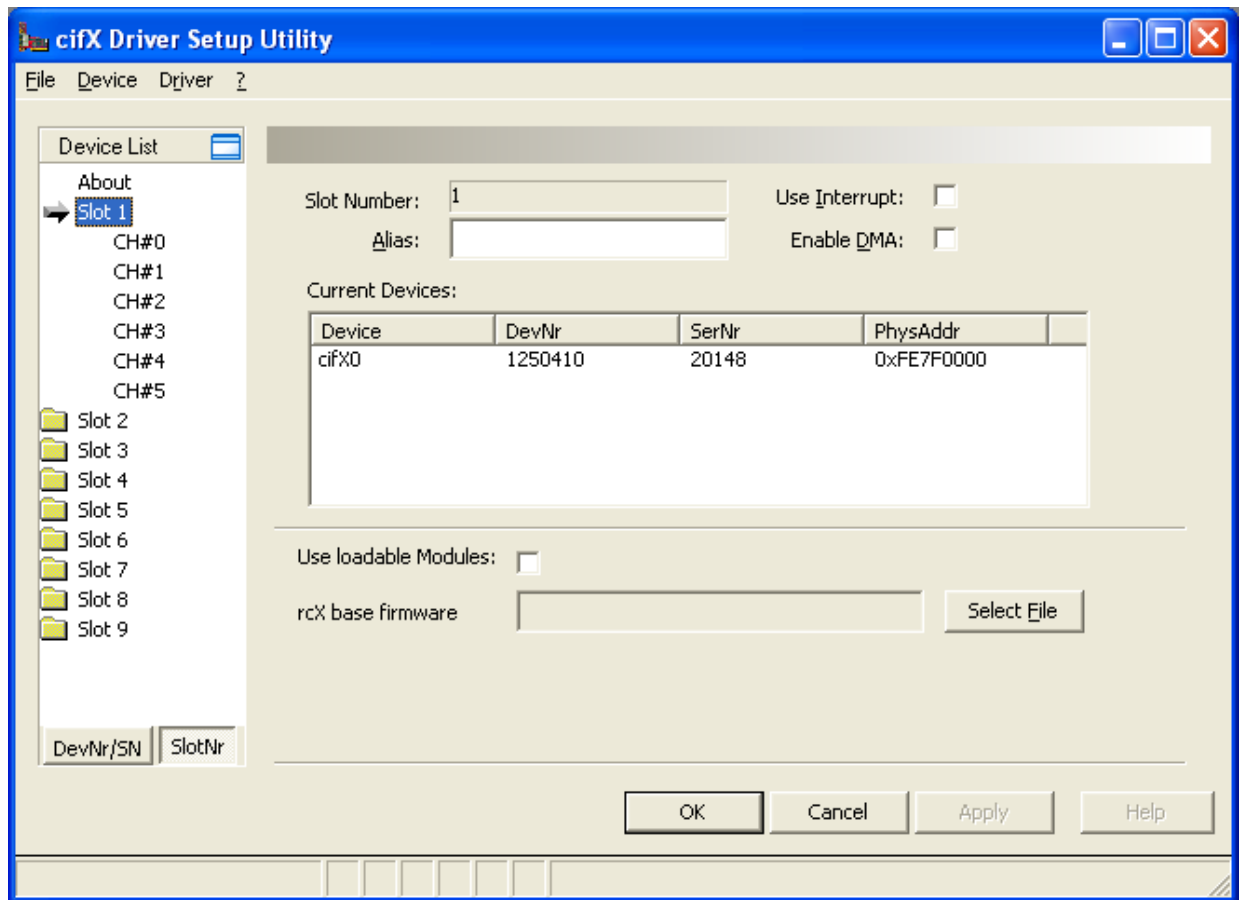 cifX Driver Setup Utility
File Device Driver ?
Device List
About
Slot 1
CH#0
CH#1
CH#2
CH#3
CH#4
CH#5
Slot 2
Slot 3
Slot 4
Slot 5
Slot 6
Slot 7
Slot 8
Slot 9
DevNr/SN SlotNr
Slot Number: 1 Use Interrupt:
Alias: Enable DMA:
Current Devices:
Device DevNr SerNr PhysAddr
cifX0 1250410 20148 0xFE7F0000
Use loadable Modules:
rcX base firmware Select File
OK Cancel Apply Help